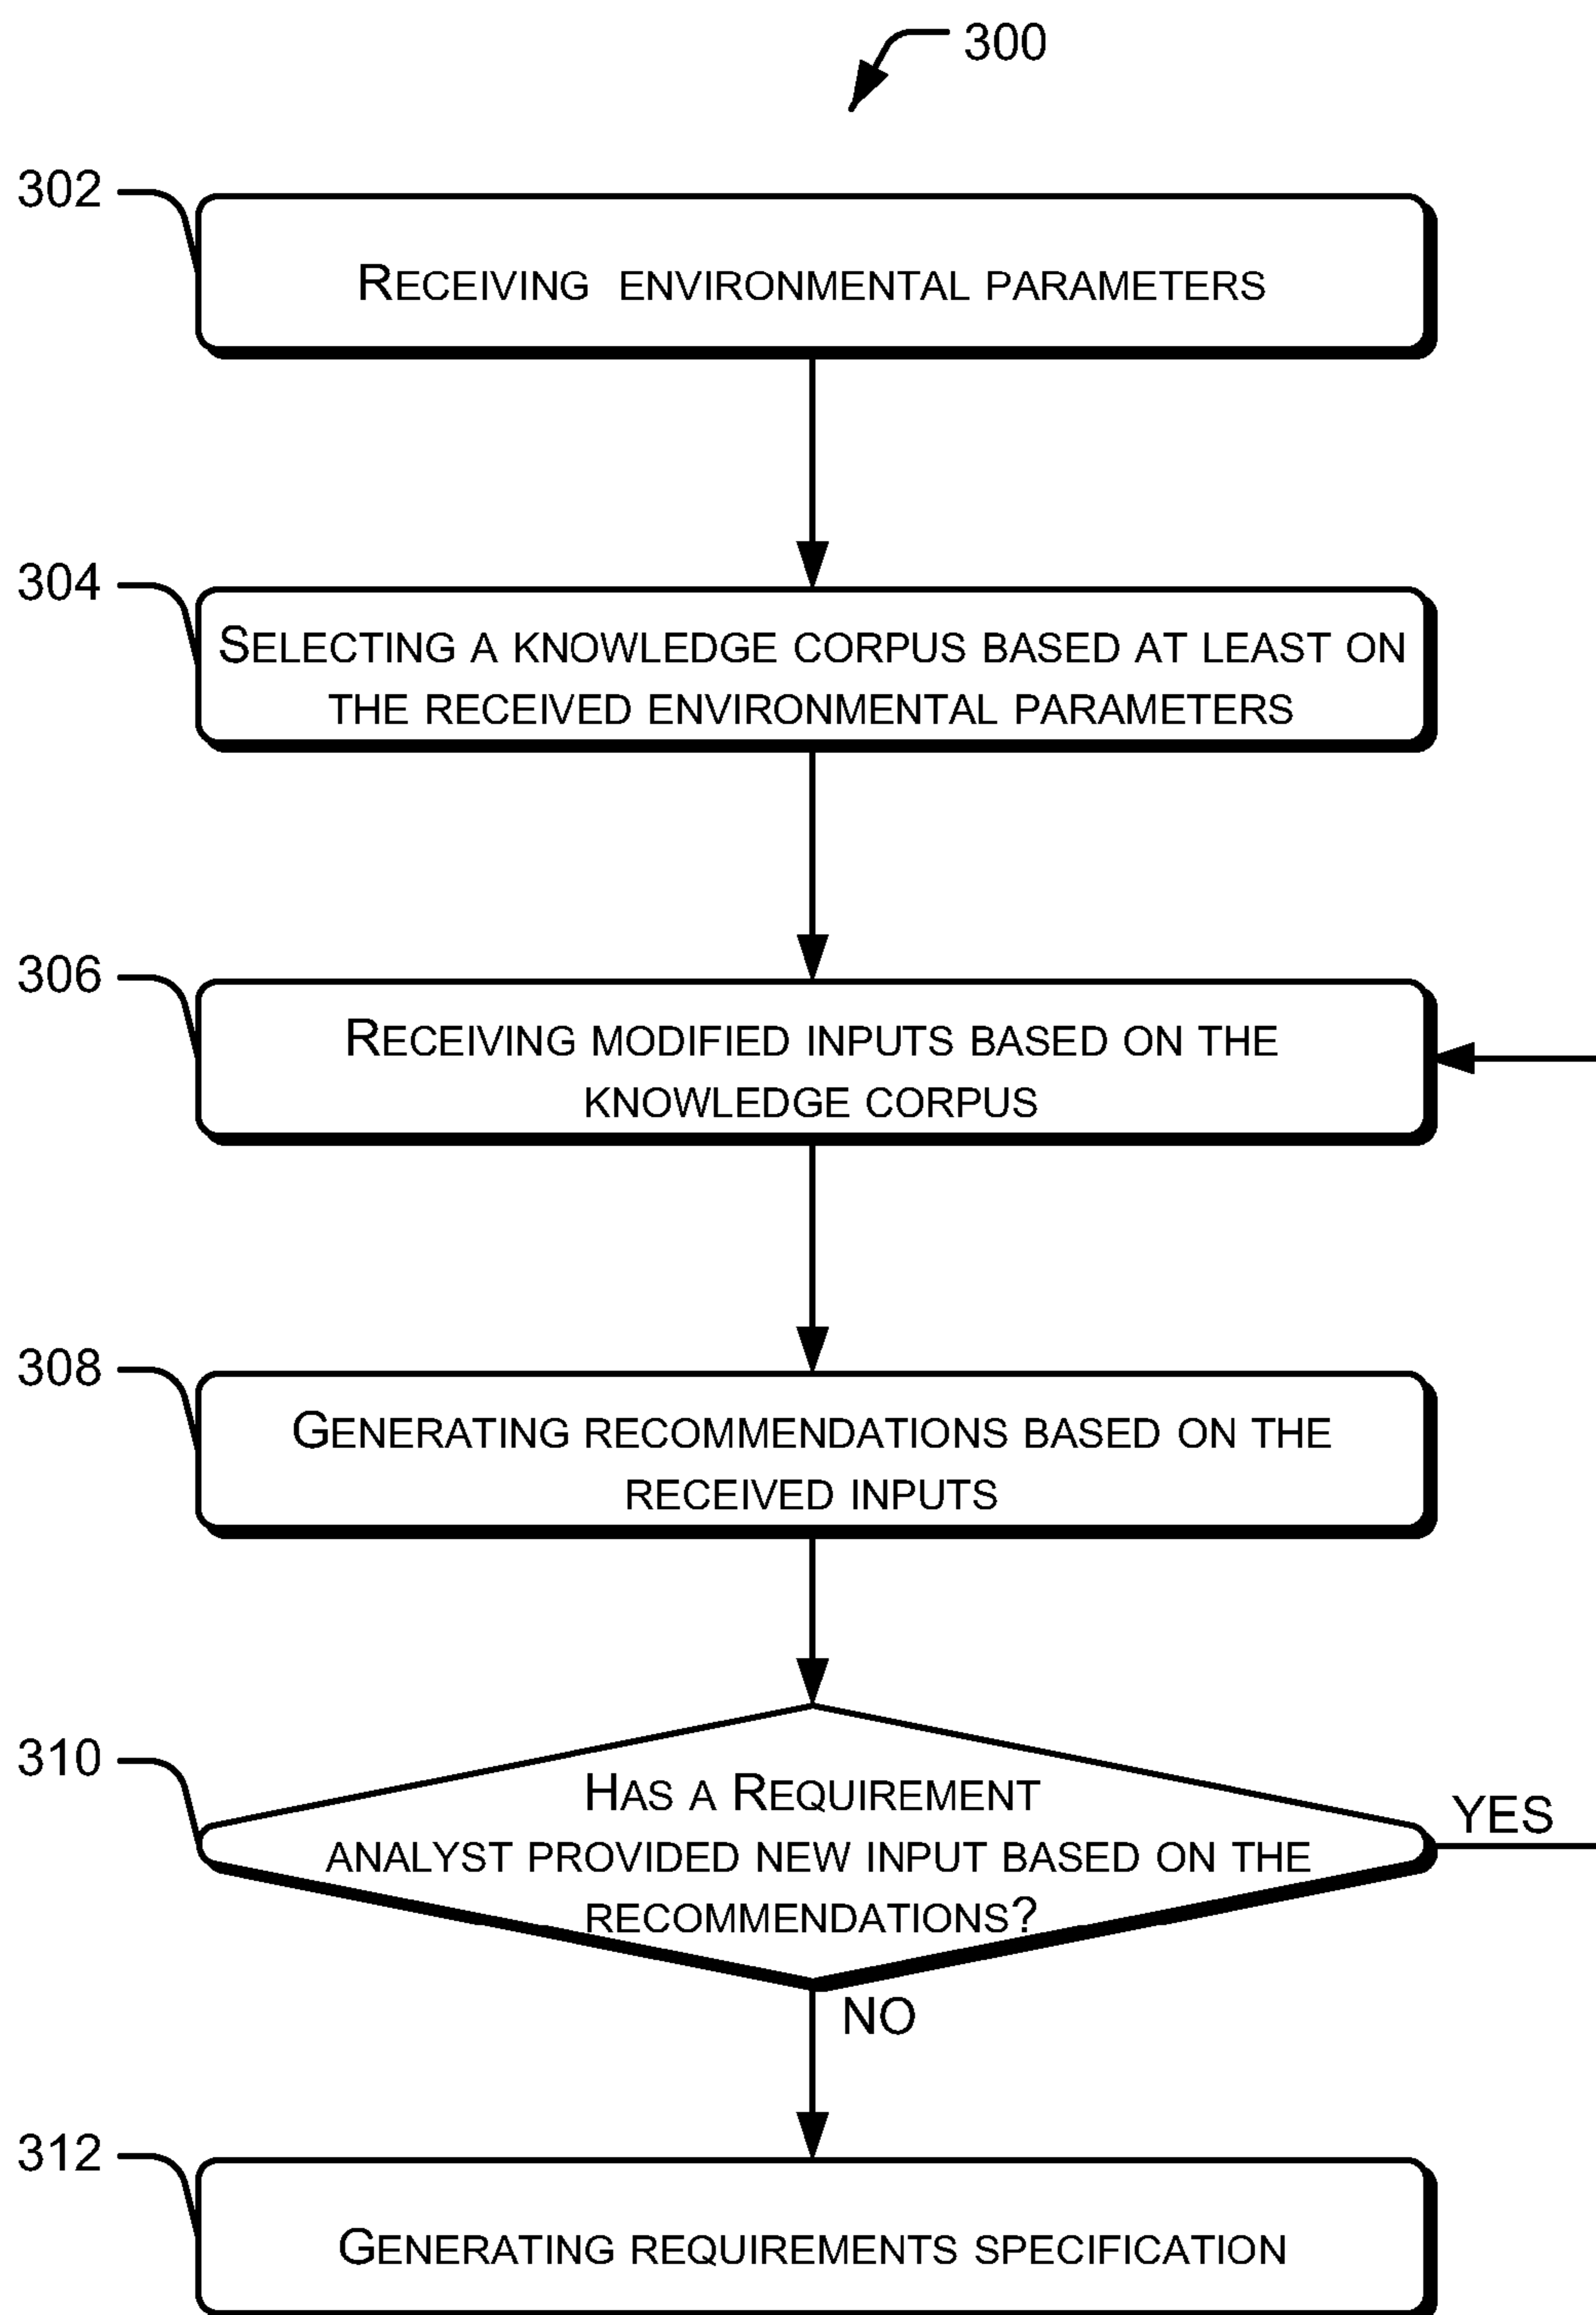 300
302
RECEIVING ENVIRONMENTAL PARAMETERS
304
SELECTING A KNOWLEDGE CORPUS BASED AT LEAST ON
THE RECEIVED ENVIRONMENTAL PARAMETERS
306
RECEIVING MODIFIED INPUTS BASED ON THE
KNOWLEDGE CORPUS
308
GENERATING RECOMMENDATIONS BASED ON THE
RECEIVED INPUTS
310
HAS A REQUIREMENT
ANALYST PROVIDED NEW INPUT BASED ON THE
RECOMMENDATIONS?
YES
NO
312
GENERATING REQUIREMENTS SPECIFICATION